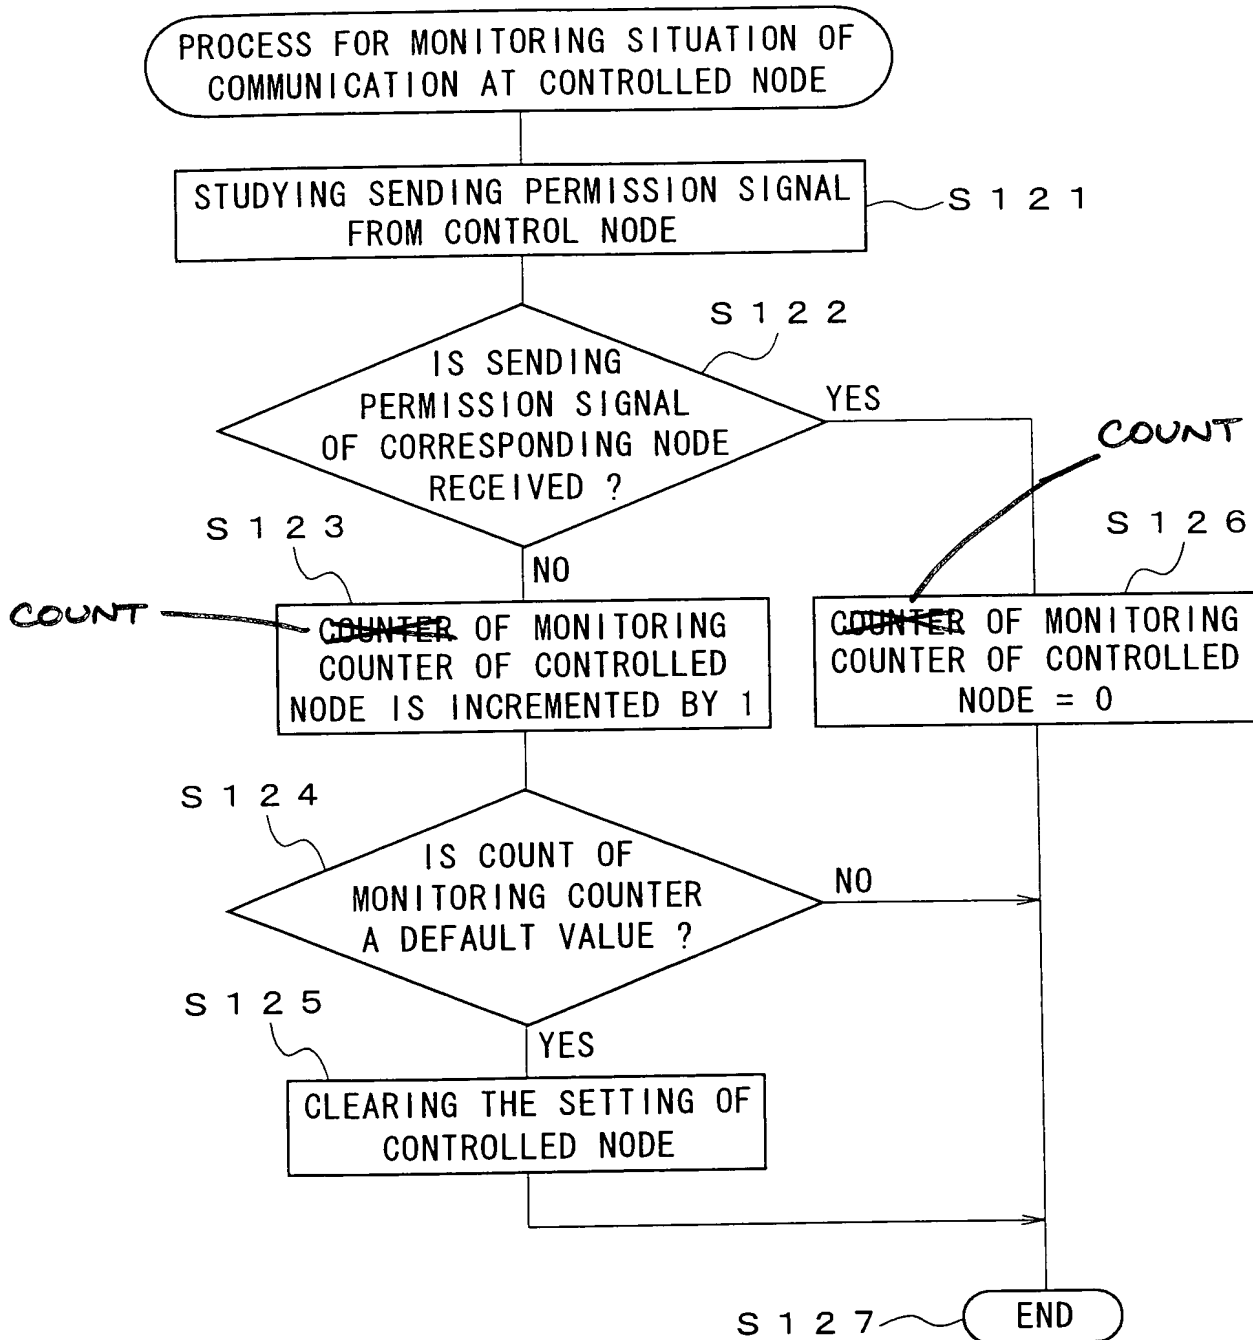 PROCESS FOR MONITORING SITUATION OF
COMMUNICATION AT CONTROLLED NODE
STUDYING SENDING PERMISSION SIGNAL
FROM CONTROL NODE
S121
S122
IS SENDING
PERMISSION SIGNAL
OF CORRESPONDING NODE
RECEIVED ?
YES
COUNT
S123
NO
S126
COUNT
COUNTER OF MONITORING
COUNTER OF CONTROLLED
NODE IS INCREMENTED BY 1
COUNTER OF MONITORING
COUNTER OF CONTROLLED
NODE = 0
S124
IS COUNT OF
MONITORING COUNTER
A DEFAULT VALUE ?
NO
S125
YES
CLEARING THE SETTING OF
CONTROLLED NODE
S127
END